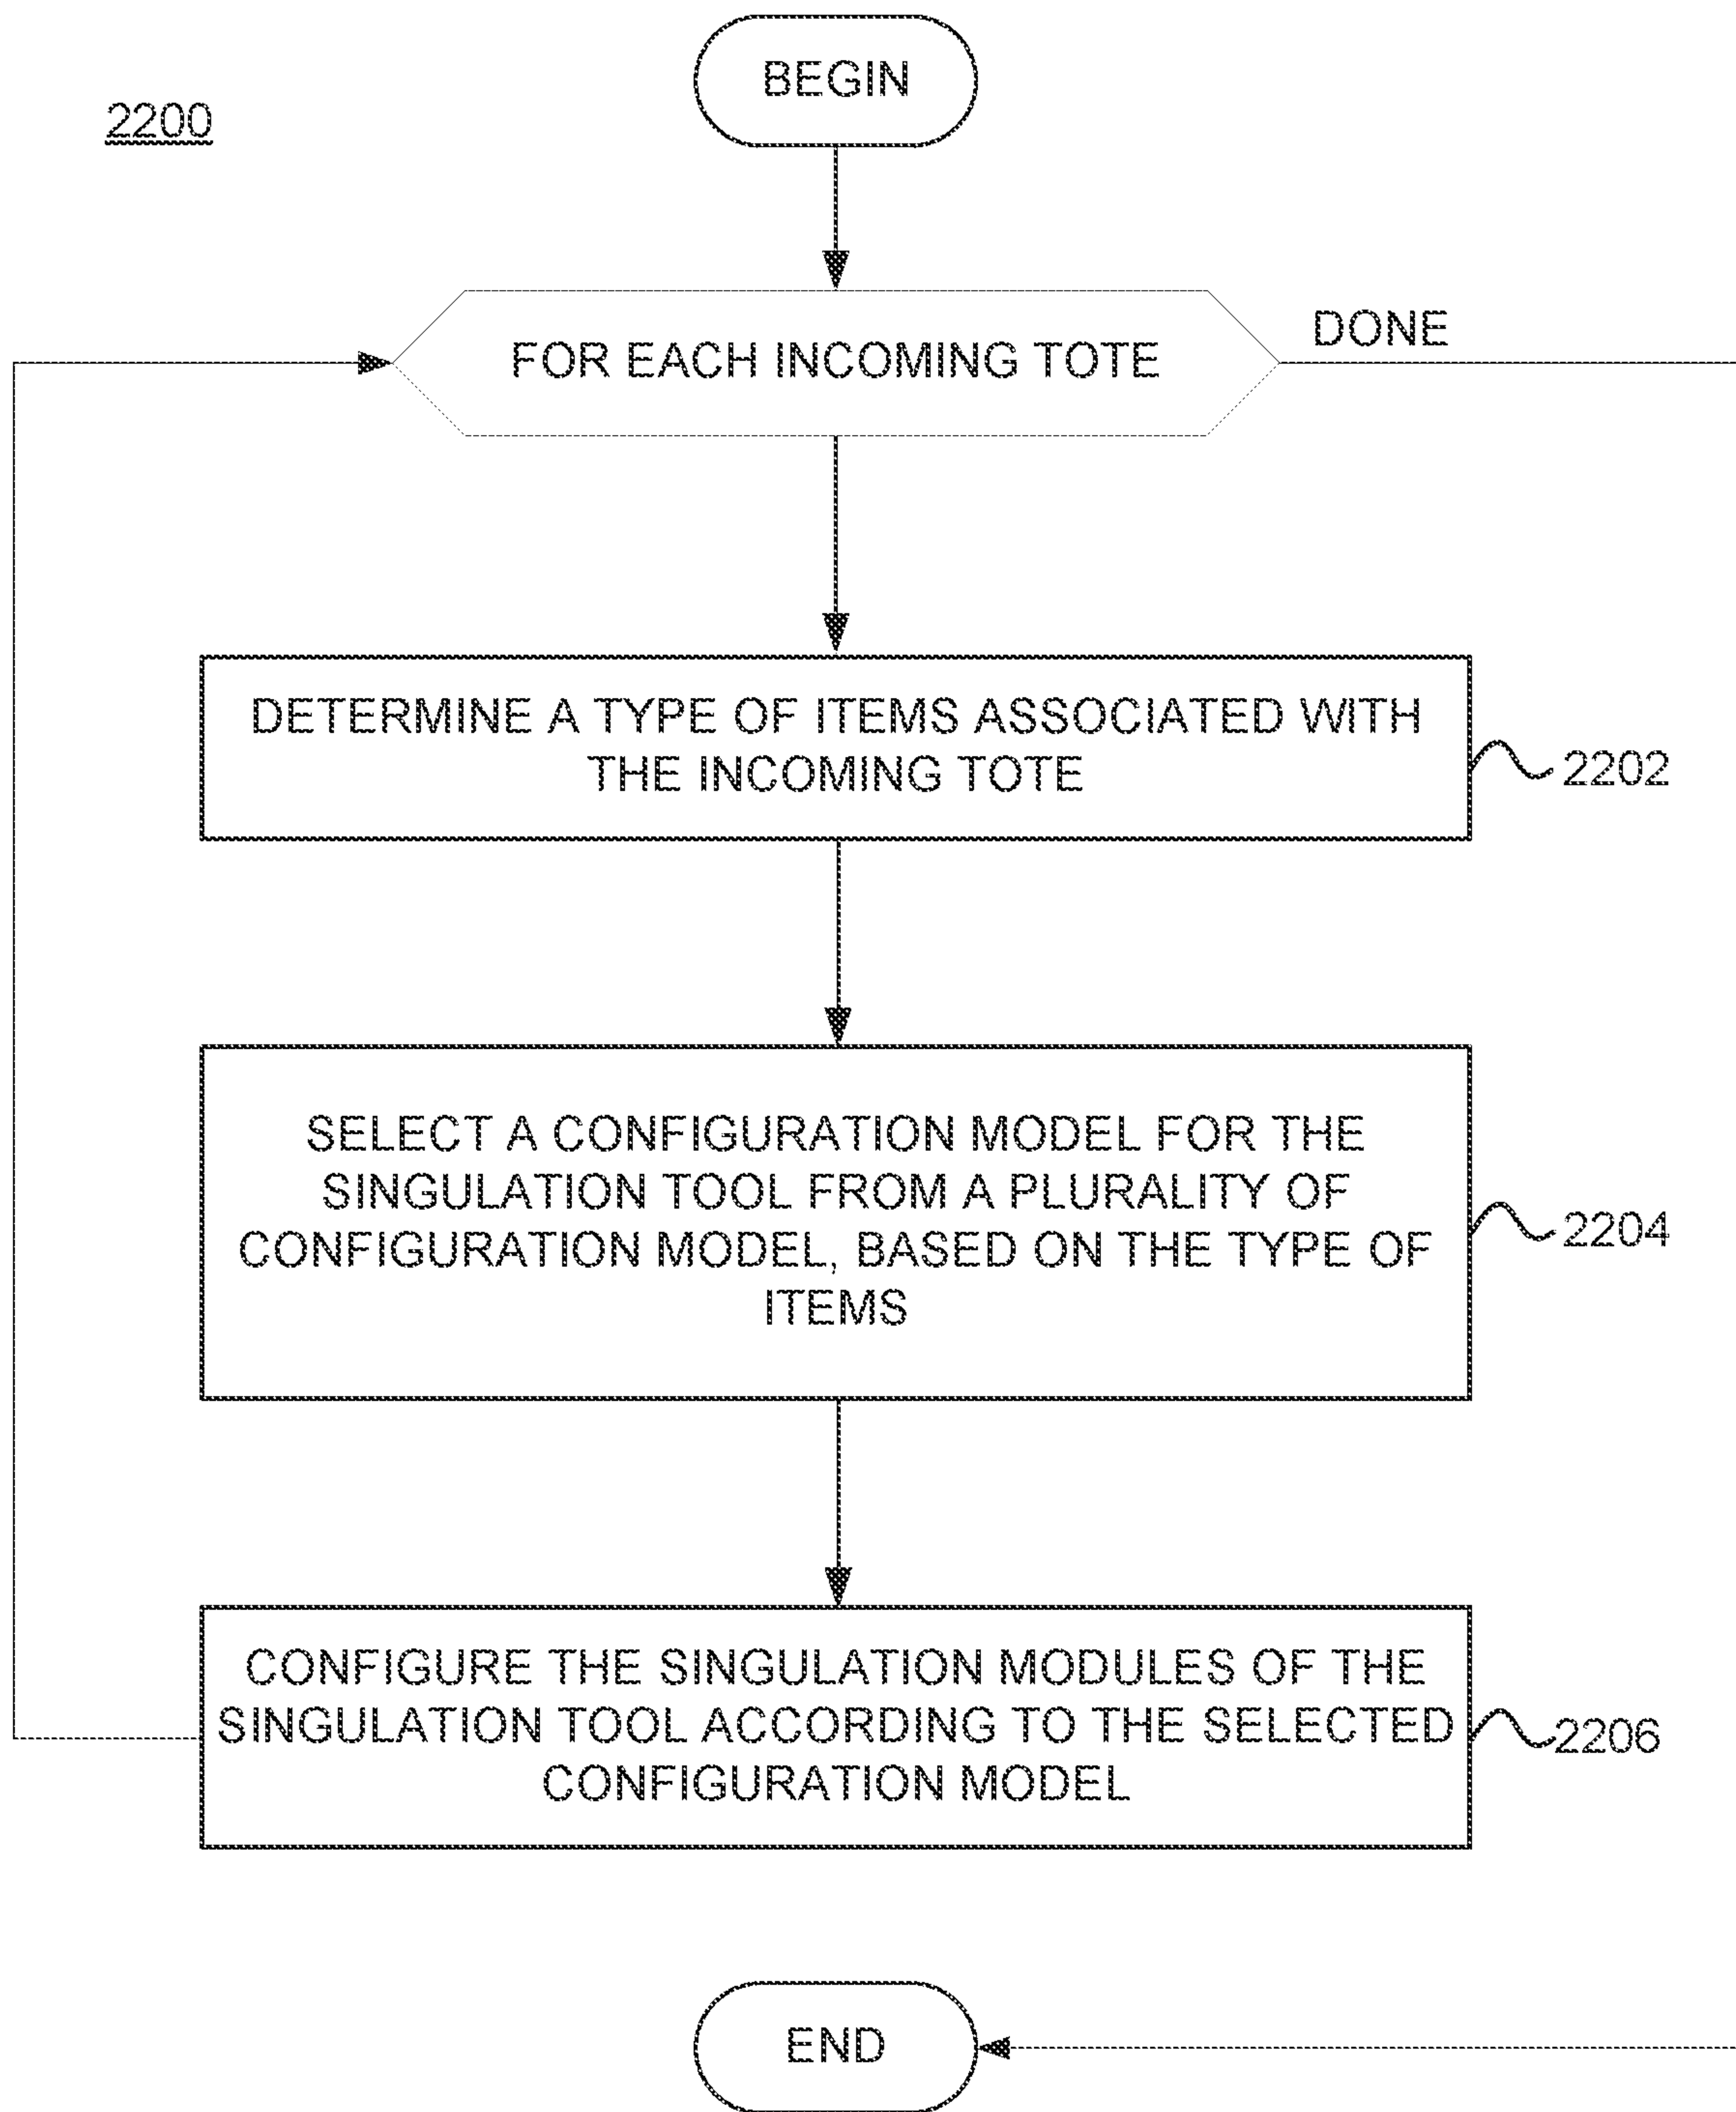 BEGIN
2200
FOR EACH INCOMING TOTE
DONE
DETERMINE A TYPE OF ITEMS ASSOCIATED WITH
THE INCOMING TOTE
2202
SELECT A CONFIGURATION MODEL FOR THE
SINGULATION TOOL FROM A PLURALITY OF
CONFIGURATION MODEL, BASED ON THE TYPE OF
ITEMS
2204
CONFIGURE THE SINGULATION MODULES OF THE
SINGULATION TOOL ACCORDING TO THE SELECTED
CONFIGURATION MODEL
2206
END